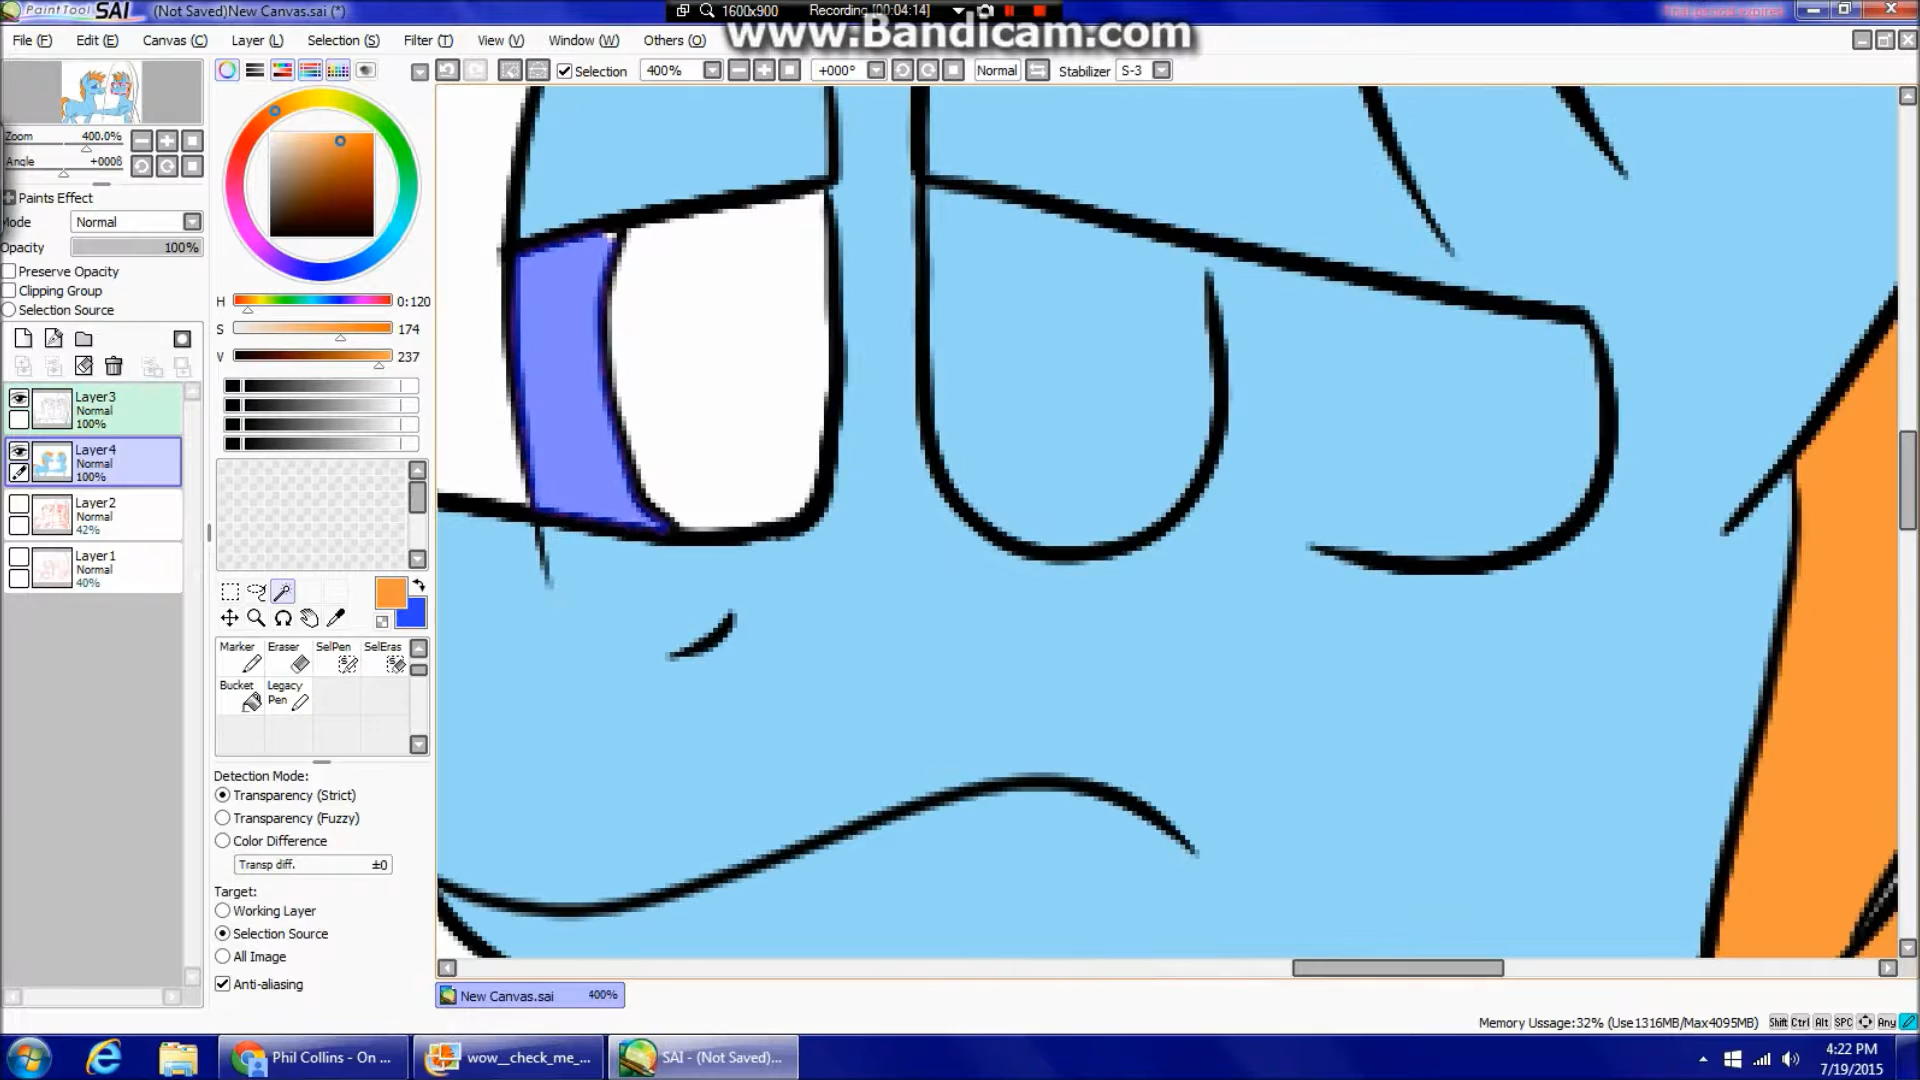 PaintTool SAI (Not Saved)New Canvas.sai (*)
1600x900 Recording [00:04:14]
Trial period expires
www.Bandicam.com
File (F) Edit (E) Canvas (C) Layer (L) Selection (S) Filter (T) View (V) Window (W) Others (O)
Selection 400% +000° Normal Stabilizer S-3
Zoom 400.0%
Angle +000ß
Paints Effect
Mode Normal
Opacity 100%
Preserve Opacity
Clipping Group
Selection Source
H 0:120
S 174
V 237
Layer3
Normal
100%
Layer4
Normal
100%
Layer2
Normal
42%
Layer1
Normal
40%
Marker Eraser SelPen SelEras
Bucket Legacy Pen
Detection Mode:
Transparency (Strict)
Transparency (Fuzzy)
Color Difference
Transp diff. ±0
Target:
Working Layer
Selection Source
All Image
Anti-aliasing
New Canvas.sai 400%
Memory Ussage:32% (Use1316MB/Max4095MB) Shift Ctrl Alt SPC Any
Phil Collins - On ... wow__check_me_... SAI - (Not Saved)...
4:22 PM
7/19/2015